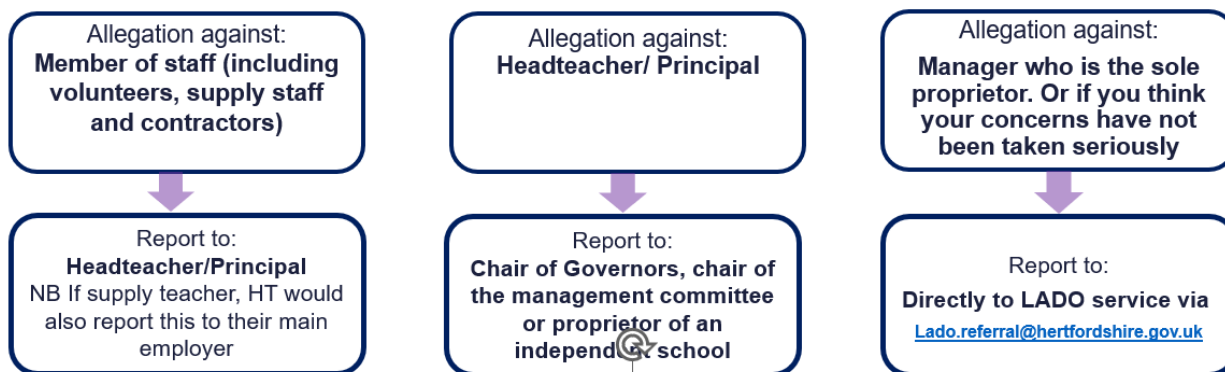 Allegation against:
Member of staff (including
volunteers, supply staff
and contractors)
Report to:
Headteacher/Principal
NB If supply teacher, HT would
also report this to their main
employer
Allegation against:
Headteacher/ Principal
Report to:
Chair of Governors, chair of
the management committee
or proprietor of an
independent school
Allegation against:
Manager who is the sole
proprietor. Or if you think
your concerns have not
been taken seriously
Report to:
Directly to LADO service via
Lado.referral@hertfordshire.gov.uk